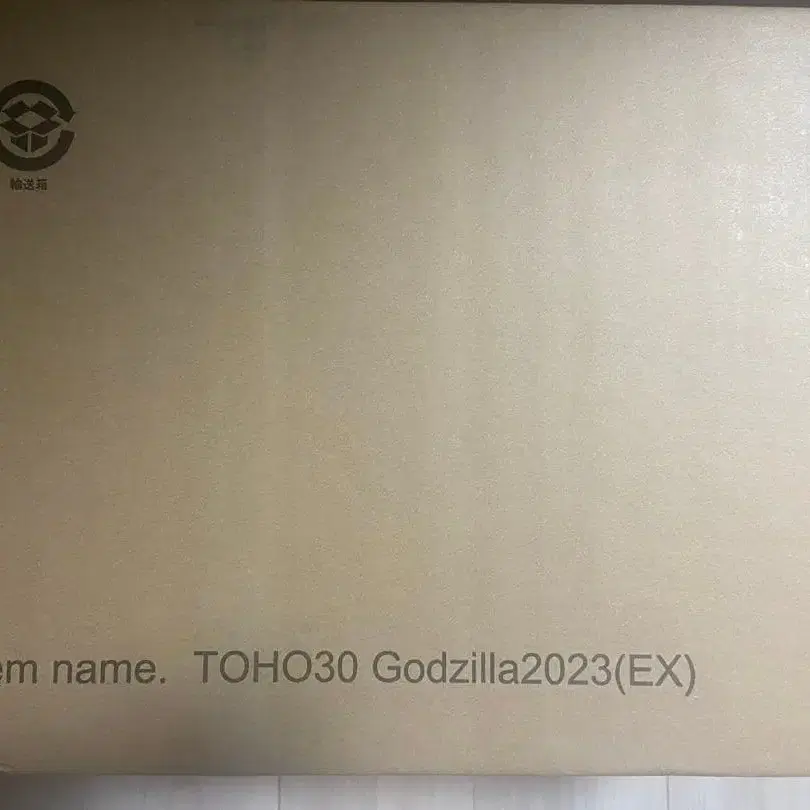 輸送箱
em name. TOHO30 Godzilla2023(EX)